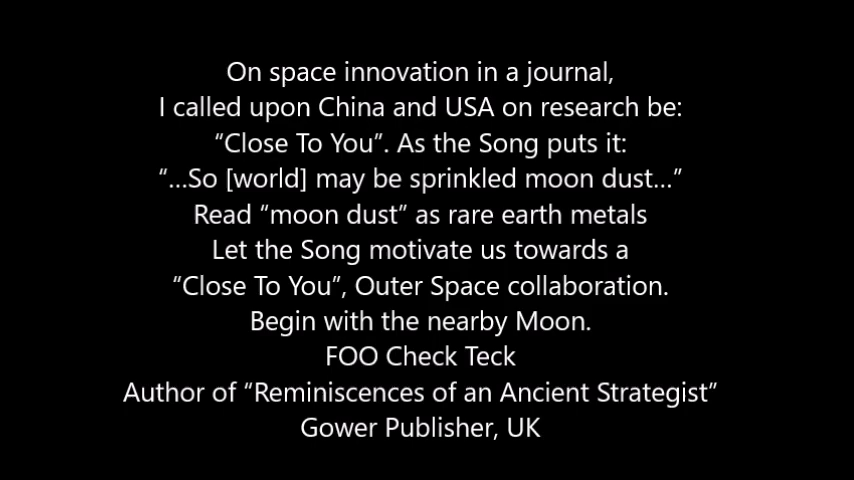 On space innovation in a journal,
I called upon China and USA on research be:
“Close To You”. As the Song puts it:
“...So [world] may be sprinkled moon dust...”
Read “moon dust” as rare earth metals
Let the Song motivate us towards a
“Close To You”, Outer Space collaboration.
Begin with the nearby Moon.
FOO Check Teck
Author of “Reminiscences of an Ancient Strategist”
Gower Publisher, UK